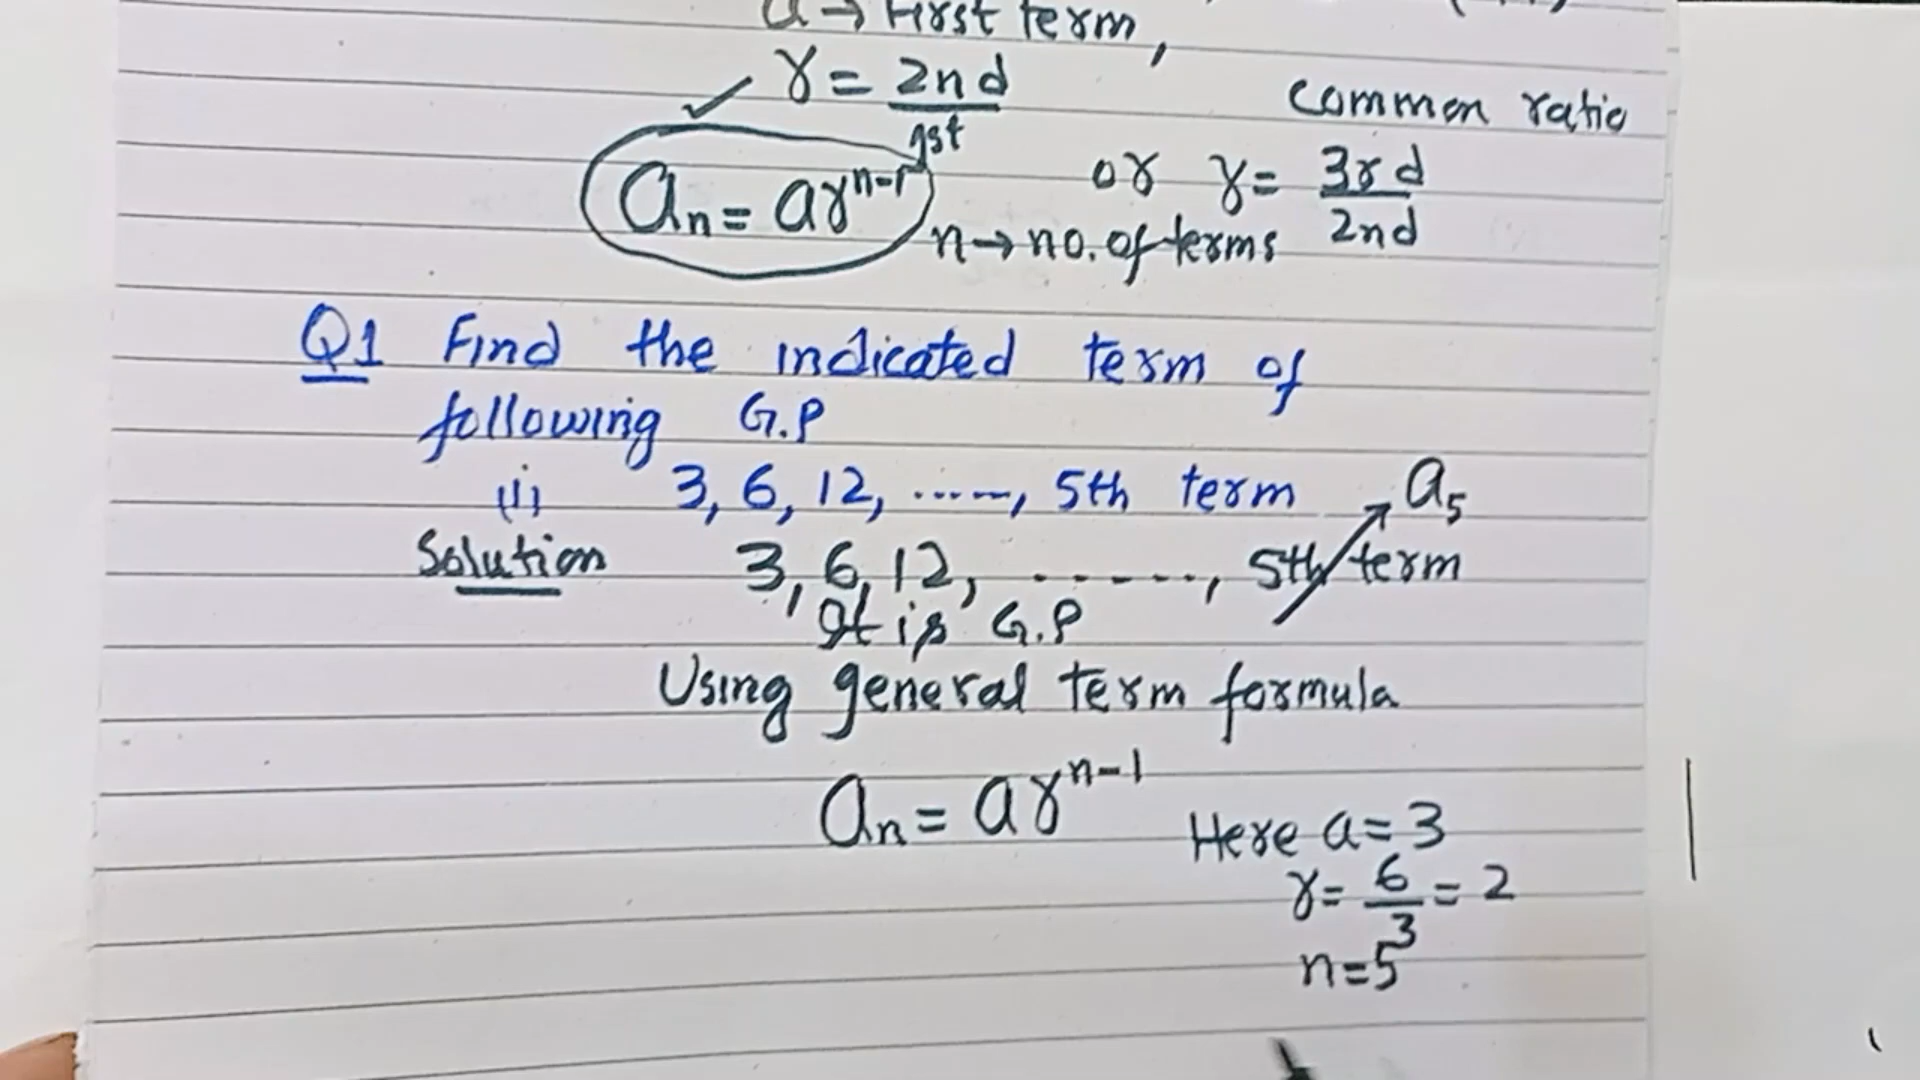 a → First term,
r = 2nd/1st
common ratio
aₙ = arⁿ⁻¹
or r = 3rd/2nd
n → no. of terms
Q1 Find the indicated term of
following G.P
(i) 3, 6, 12, ......, 5th term
a₅
Solution 3, 6, 12, ......, 5th term
It is G.P
Using general term formula
aₙ = arⁿ⁻¹
Here a = 3
r = 6/3 = 2
n = 5